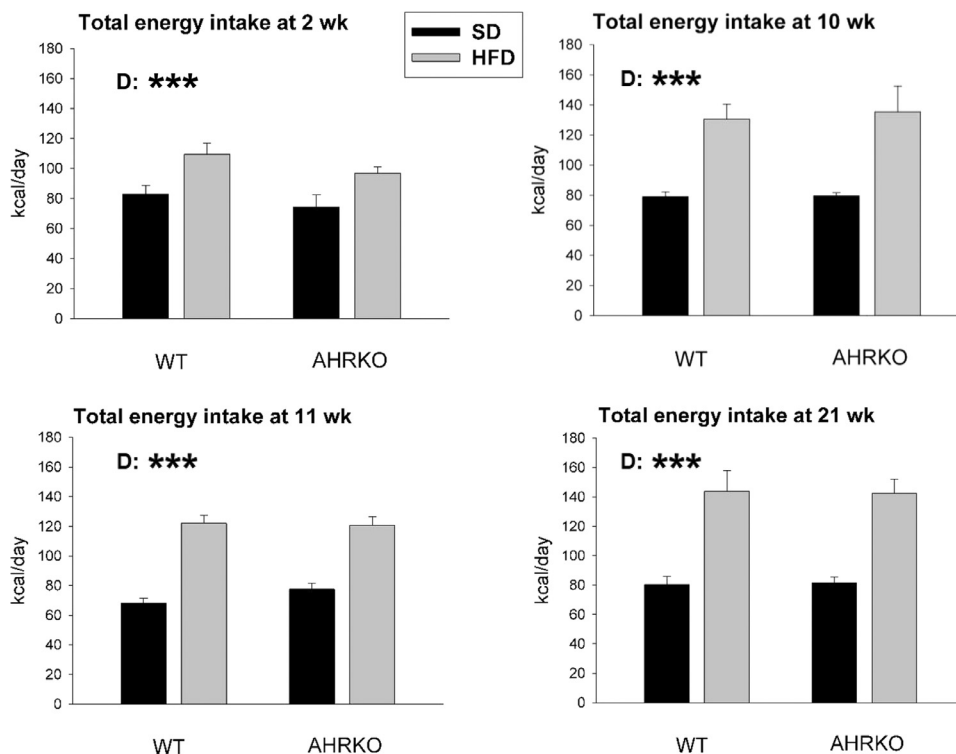 Total energy intake at 2 wk
SD
HFD
D: ***
kcal/day
180
160
140
120
100
80
60
40
20
0
WT
AHRKO
Total energy intake at 10 wk
D: ***
kcal/day
180
160
140
120
100
80
60
40
20
0
WT
AHRKO
Total energy intake at 11 wk
D: ***
kcal/day
180
160
140
120
100
80
60
40
20
0
WT
AHRKO
Total energy intake at 21 wk
D: ***
kcal/day
180
160
140
120
100
80
60
40
20
0
WT
AHRKO